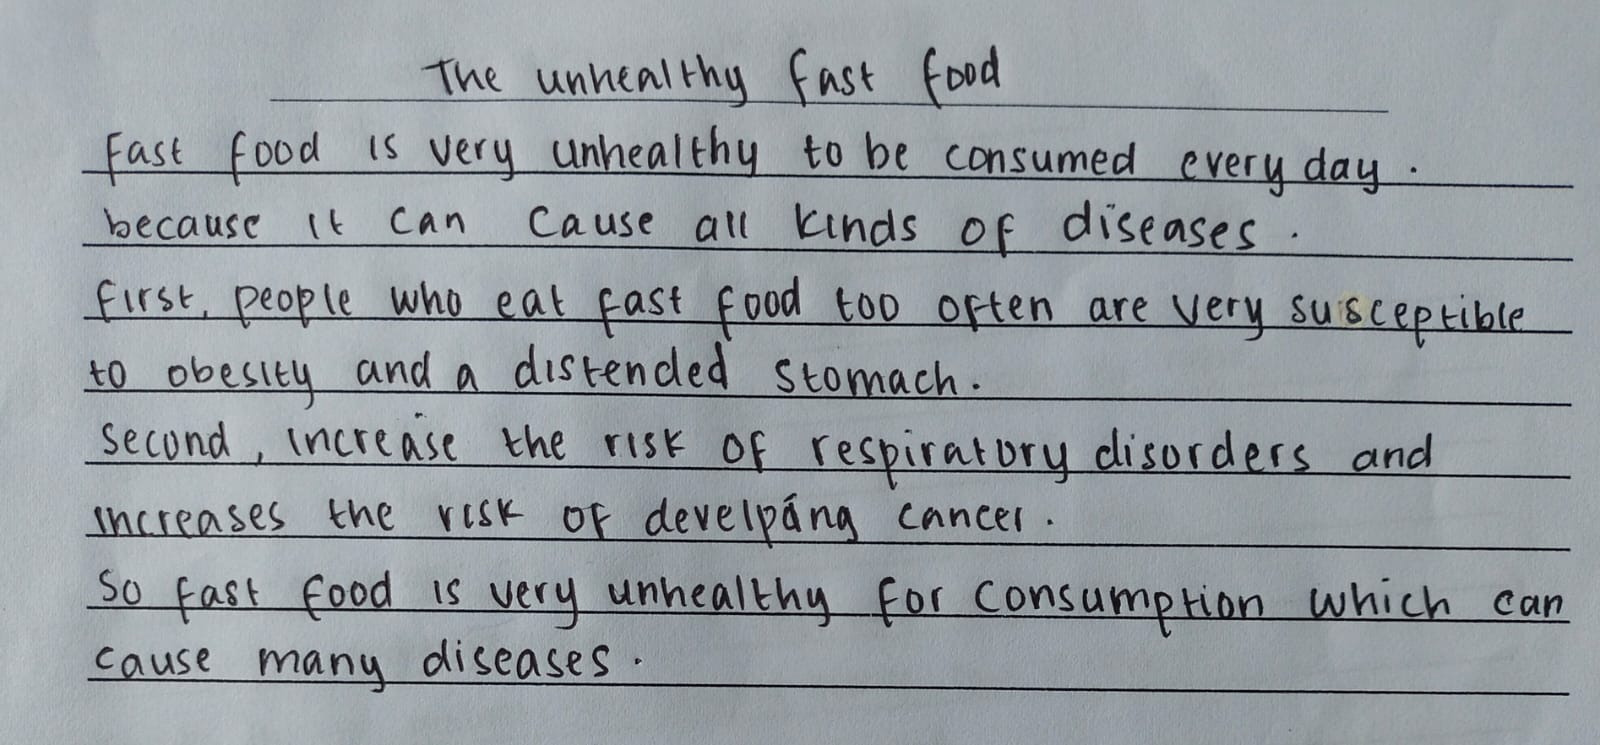 The unhealthy fast food
Fast food is very unhealthy to be consumed every day.
because it can cause all kinds of diseases.
First, people who eat fast food too often are very susceptible
to obesity and a distended stomach.
Second, increase the risk of respiratory disorders and
increases the risk of develpáng cancer.
So fast food is very unhealthy for consumption which can
cause many diseases.